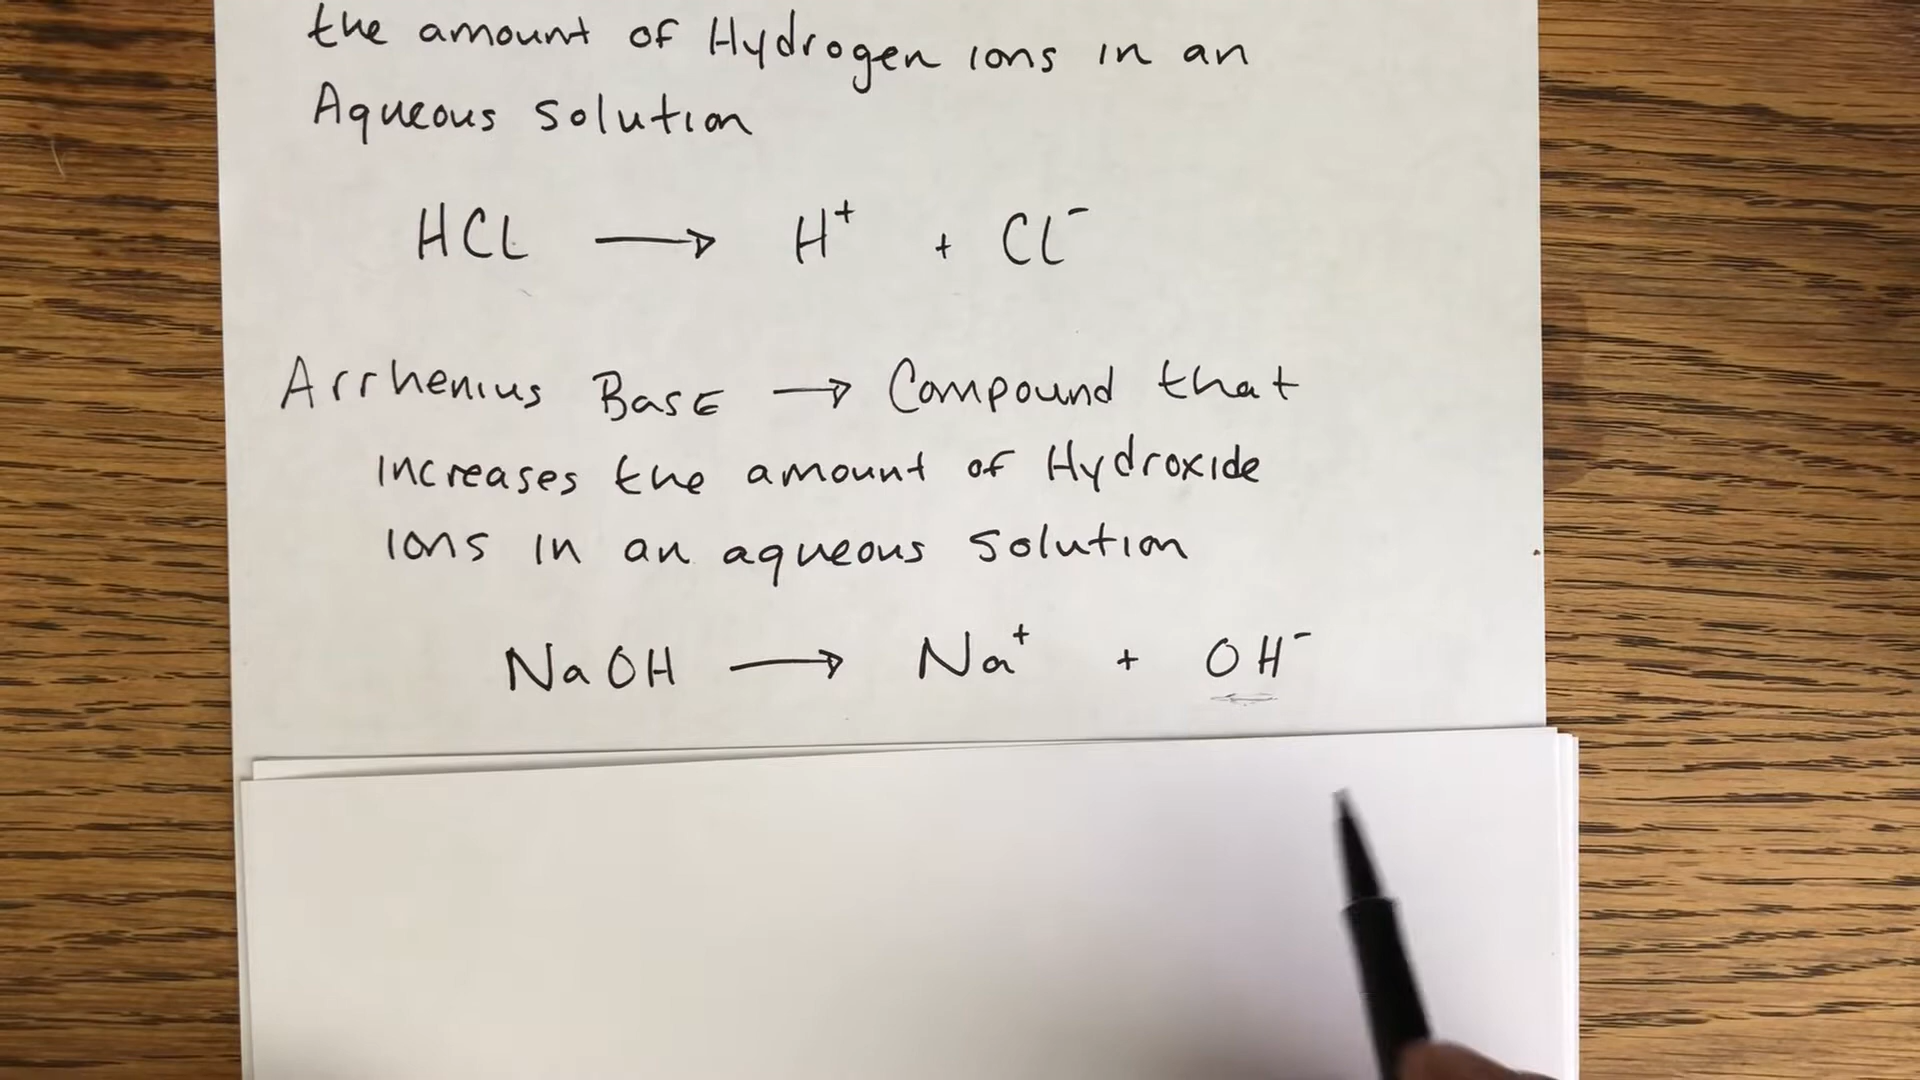 the amount of Hydrogen ions in an
Aqueous Solution
HCl ⟶ H⁺ + Cl⁻
Arrhenius Base → Compound that
increases the amount of Hydroxide
ions in an aqueous solution
NaOH ⟶ Na⁺ + OH⁻